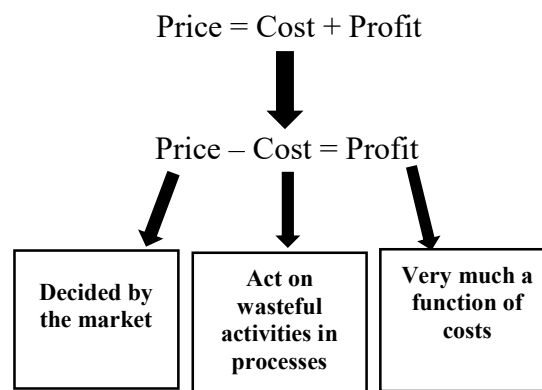 Price = Cost + Profit
Price – Cost = Profit
Decided by
the market
Act on
wasteful
activities in
processes
Very much a
function of
costs